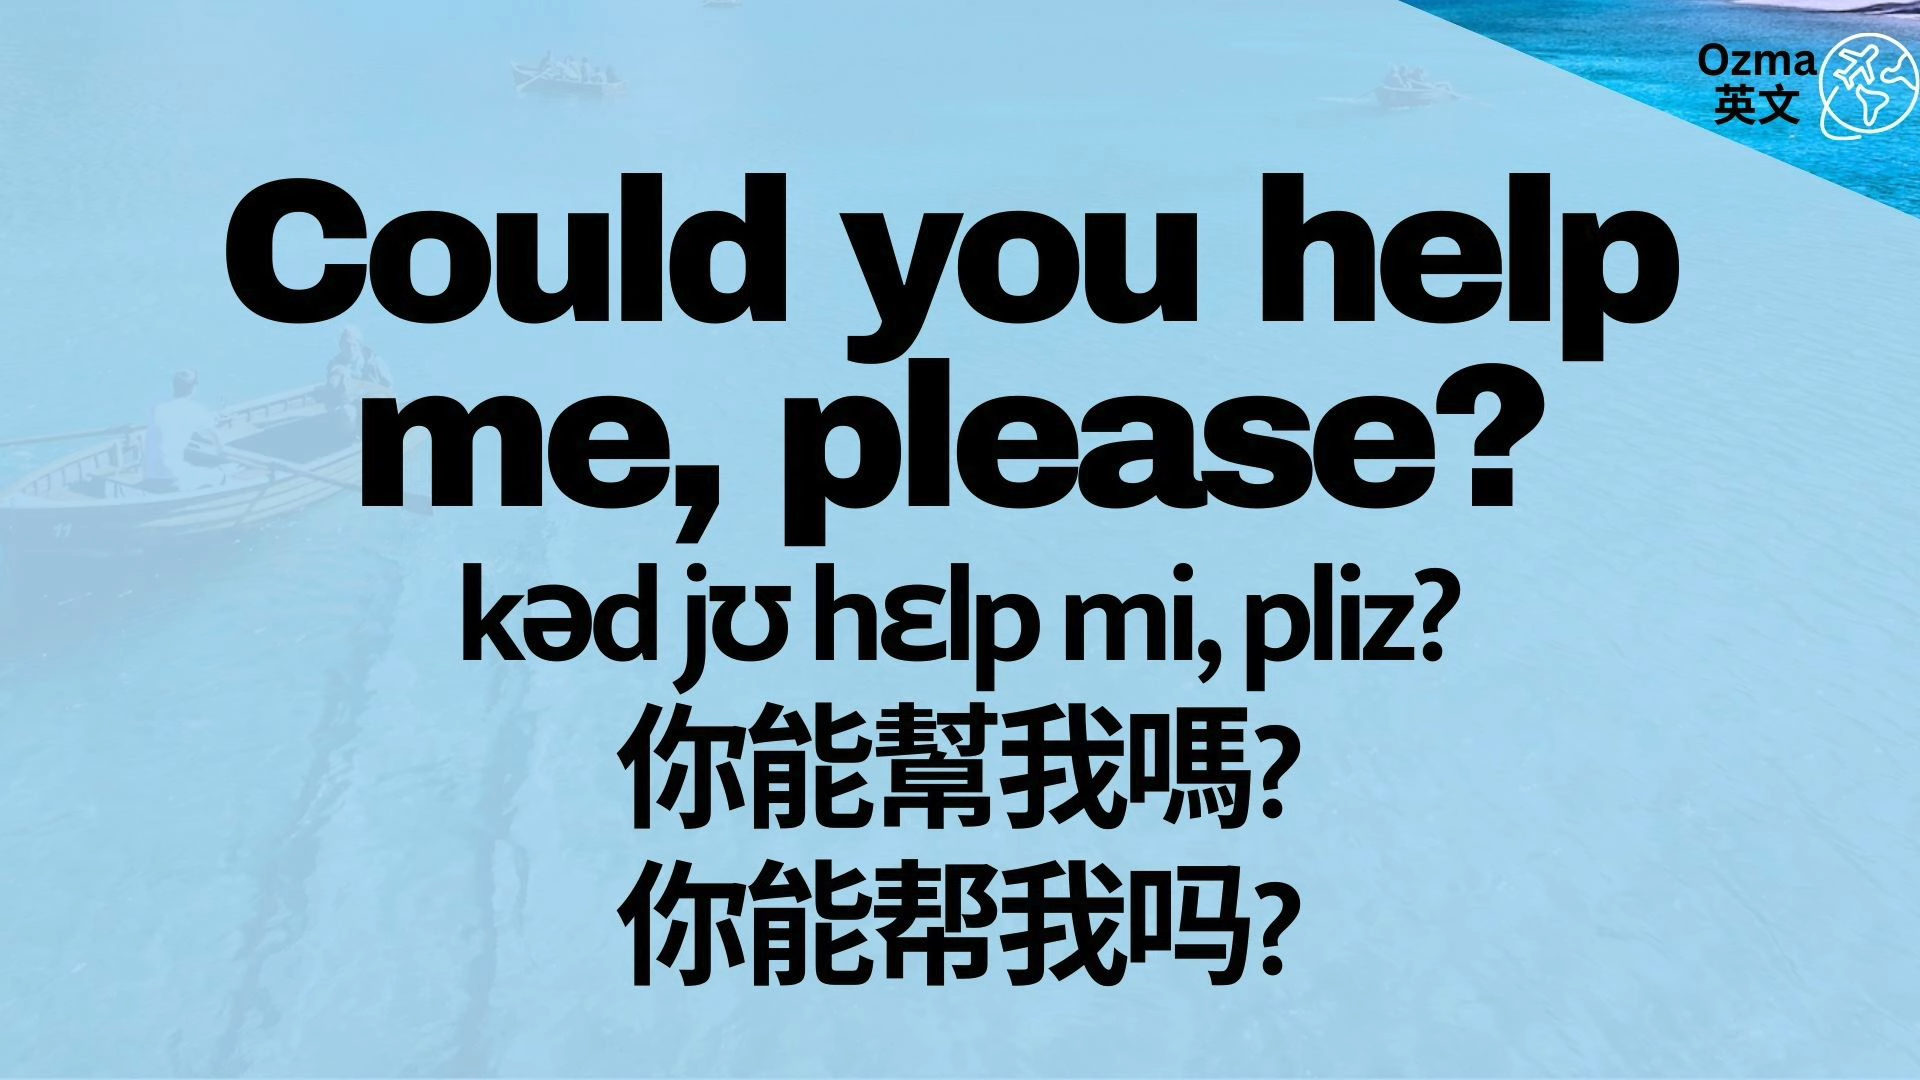 Ozma
英文
Could you help
me, please?
kəd jʊ hɛlp mi, pliz?
你能幫我嗎?
你能帮我吗?